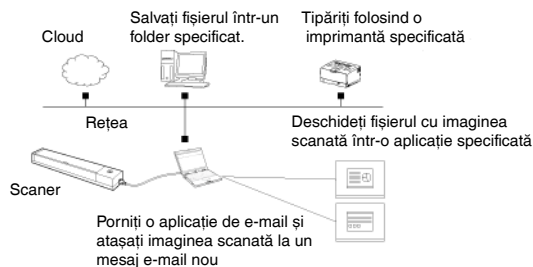 Cloud
Salvați fișierul într-un
folder specificat.
Tipăriți folosind o
imprimantă specificată
Rețea
Deschideți fișierul cu imaginea
scanată într-o aplicație specificată
Scaner
Porniți o aplicație de e-mail și
atașați imaginea scanată la un
mesaj e-mail nou